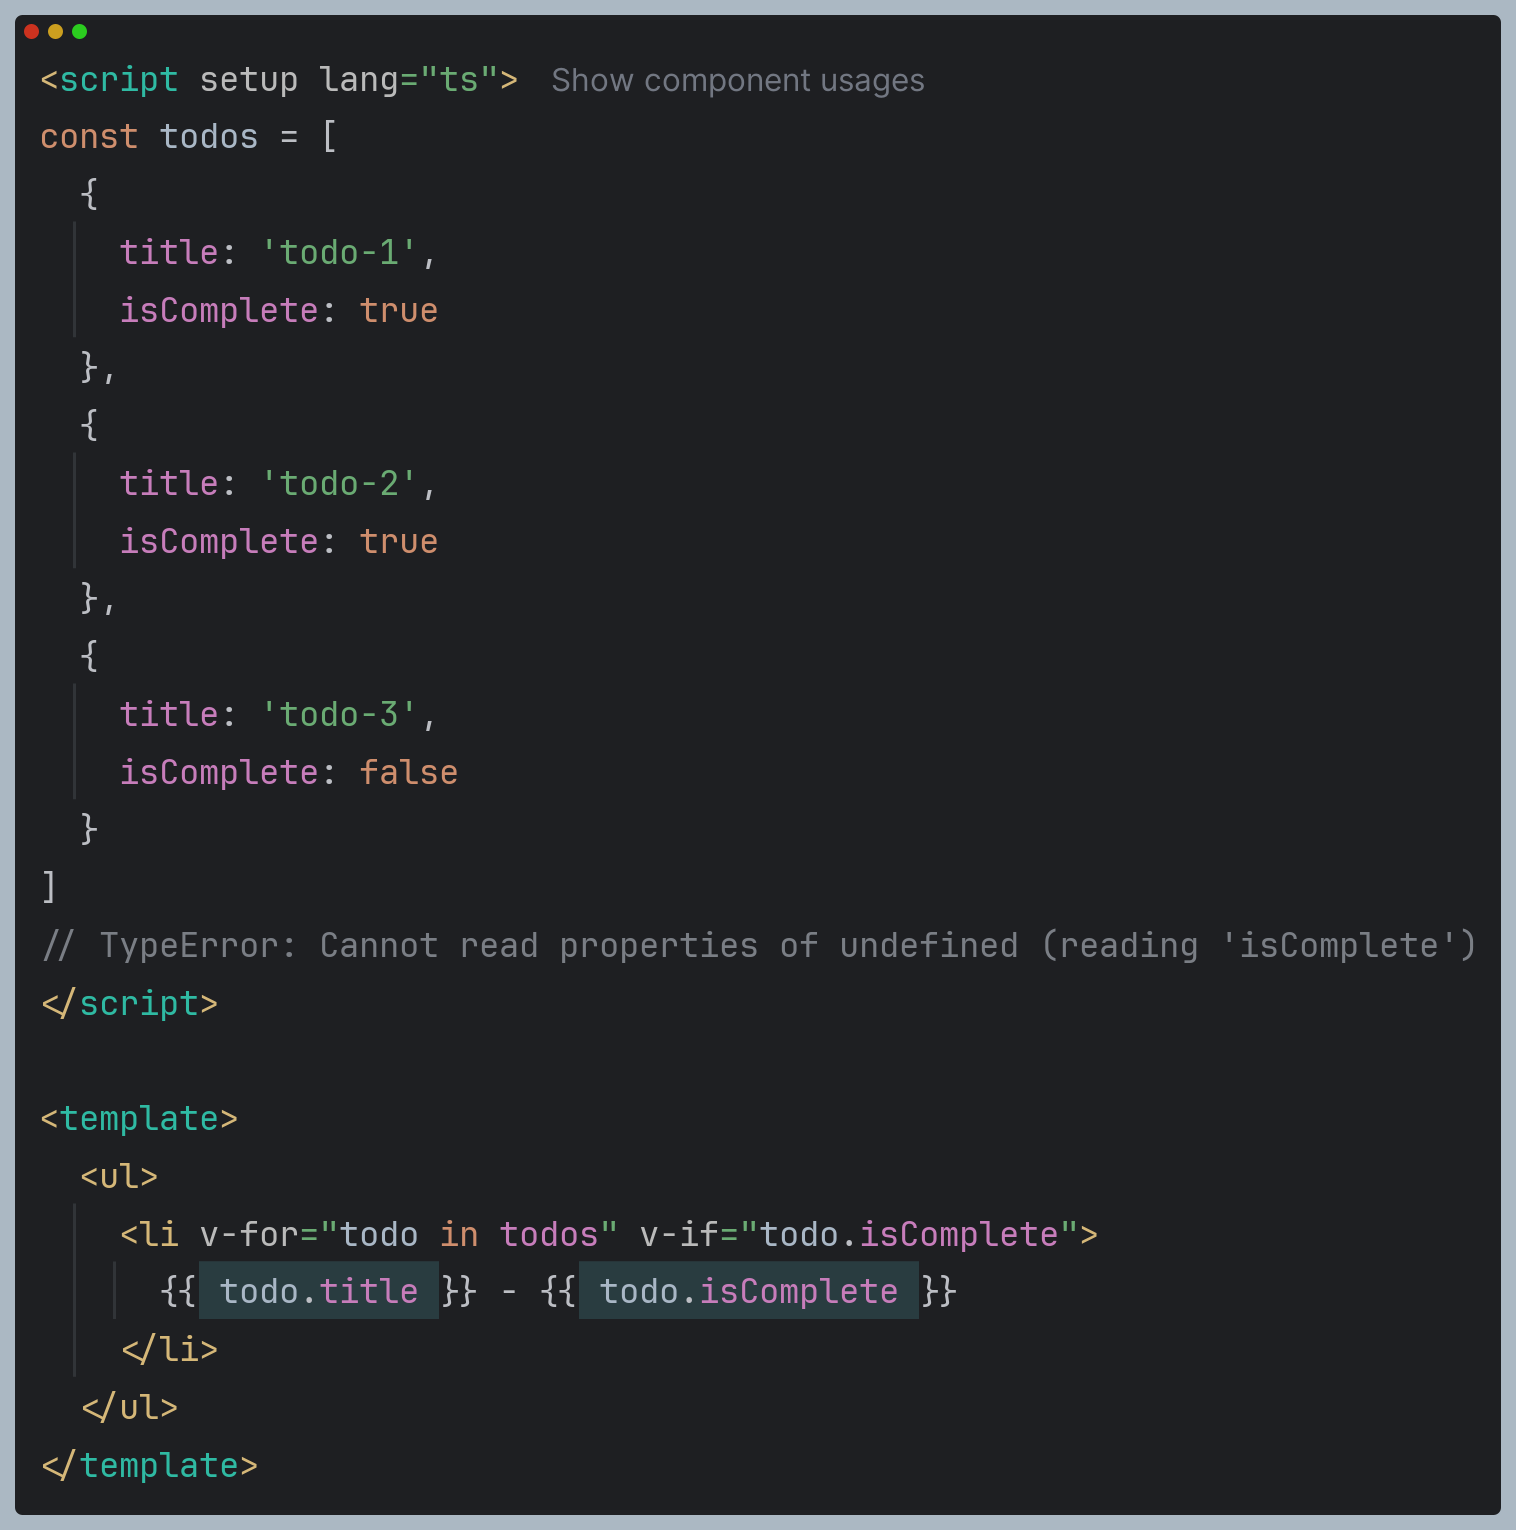 <script setup lang="ts"> Show component usages
const todos = [
  {
    title: 'todo-1',
    isComplete: true
  },
  {
    title: 'todo-2',
    isComplete: true
  },
  {
    title: 'todo-3',
    isComplete: false
  }
]
// TypeError: Cannot read properties of undefined (reading 'isComplete')
</script>

<template>
  <ul>
    <li v-for="todo in todos" v-if="todo.isComplete">
      {{ todo.title }} - {{ todo.isComplete }}
    </li>
  </ul>
</template>